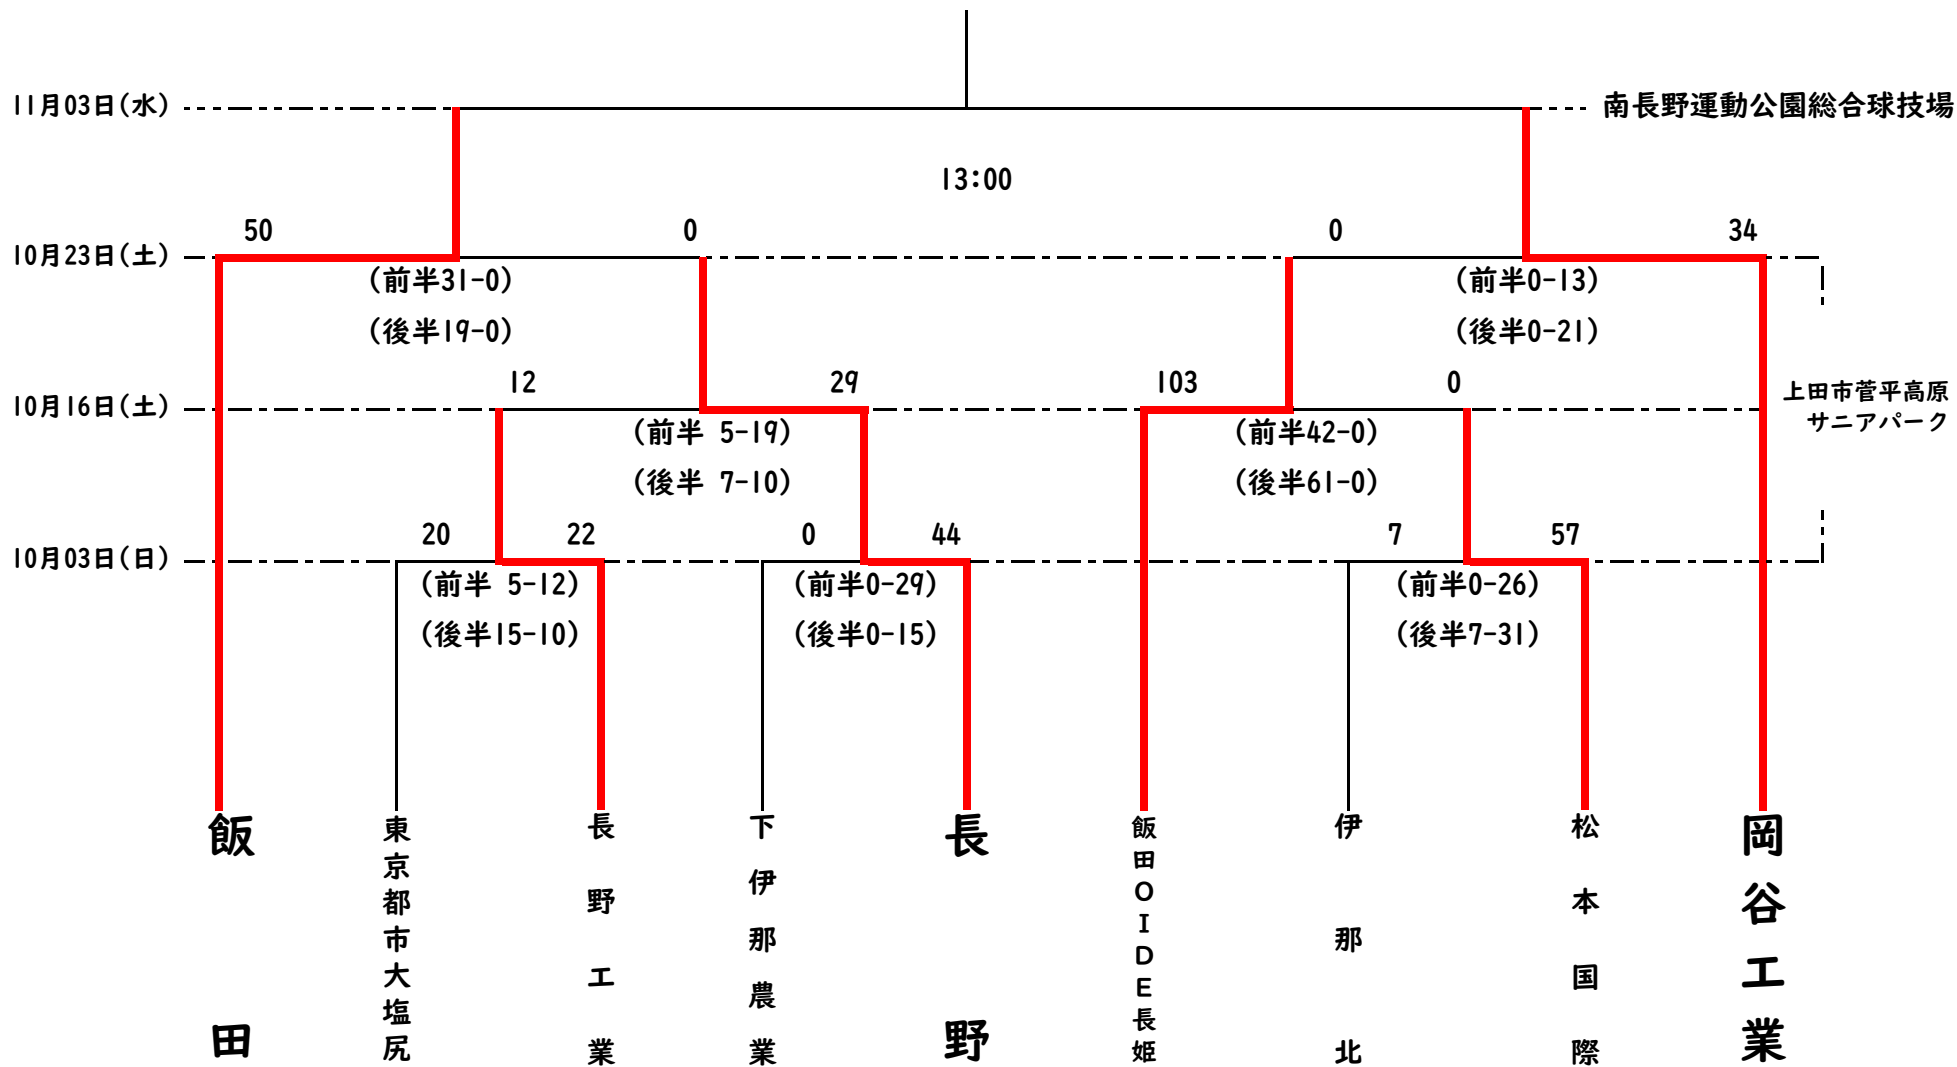 11月03日(水)
南長野運動公園総合球技場
13:00
50
0
0
34
10月23日(土)
(前半31-0)
(後半19-0)
(前半0-13)
(後半0-21)
12
29
103
0
10月16日(土)
上田市菅平高原
サニアパーク
(前半 5-19)
(後半 7-10)
(前半42-0)
(後半61-0)
20
22
0
44
7
57
10月03日(日)
(前半 5-12)
(後半15-10)
(前半0-29)
(後半0-15)
(前半0-26)
(後半7-31)
飯田
東京都市大塩尻
長野工業
下伊那農業
長野
飯田OIDE長姫
伊那北
松本国際
岡谷工業